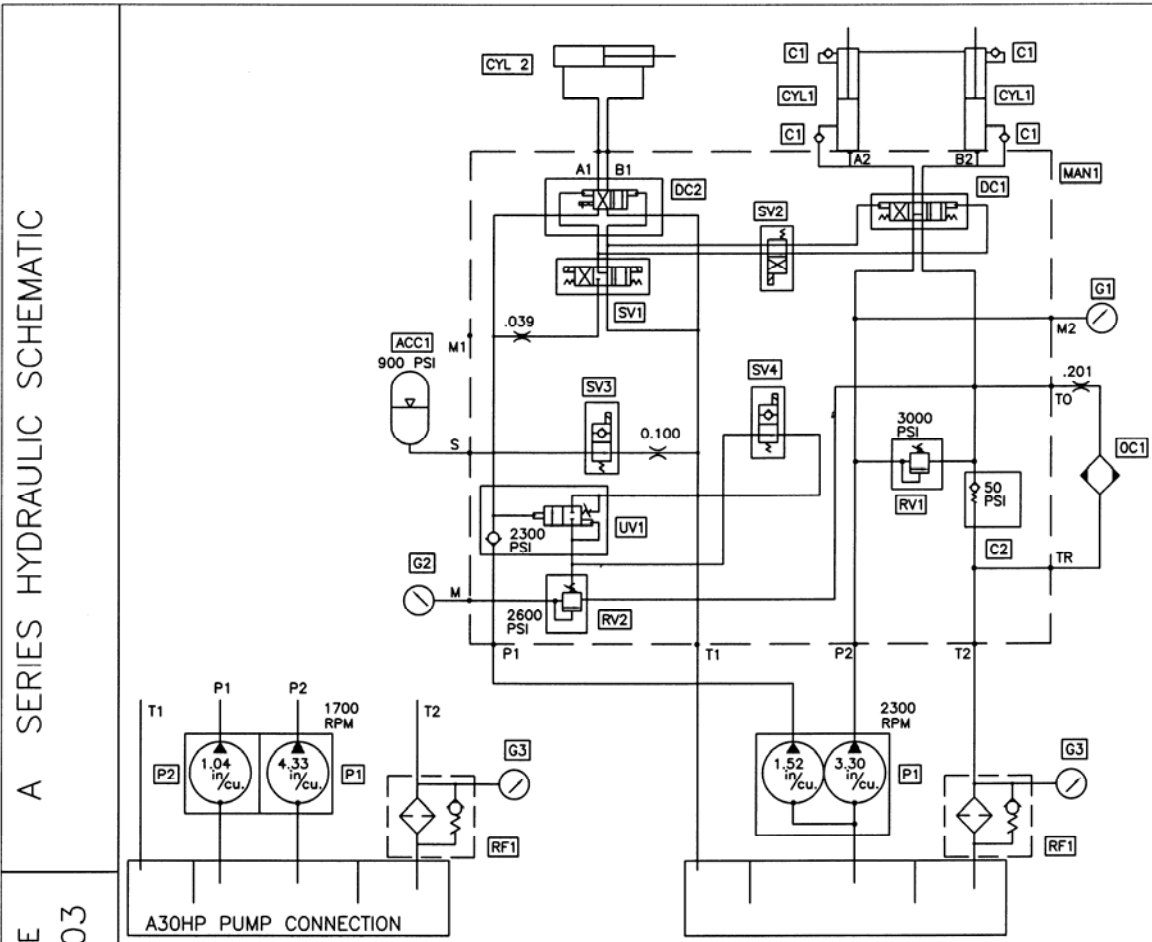 A SERIES HYDRAULIC SCHEMATIC
E
03
CYL 2
C1
C1
CYL1
CYL1
C1
C1
A2
B2
MAN1
A1
B1
DC2
DC1
SV2
SV1
.039
M1
G1
M2
ACC1
900 PSI
SV3
SV4
.201
TO
S
0.100
3000
PSI
OC1
RV1
50
PSI
2300
PSI
UV1
C2
TR
G2
M
2600
PSI
RV2
P1
T1
P2
T2
T1
P1
P2
1700
RPM
T2
2300
RPM
P2
1.04
in/cu.
4.33
in/cu.
P1
G3
1.52
in/cu.
3.30
in/cu.
P1
G3
RF1
RF1
A30HP PUMP CONNECTION